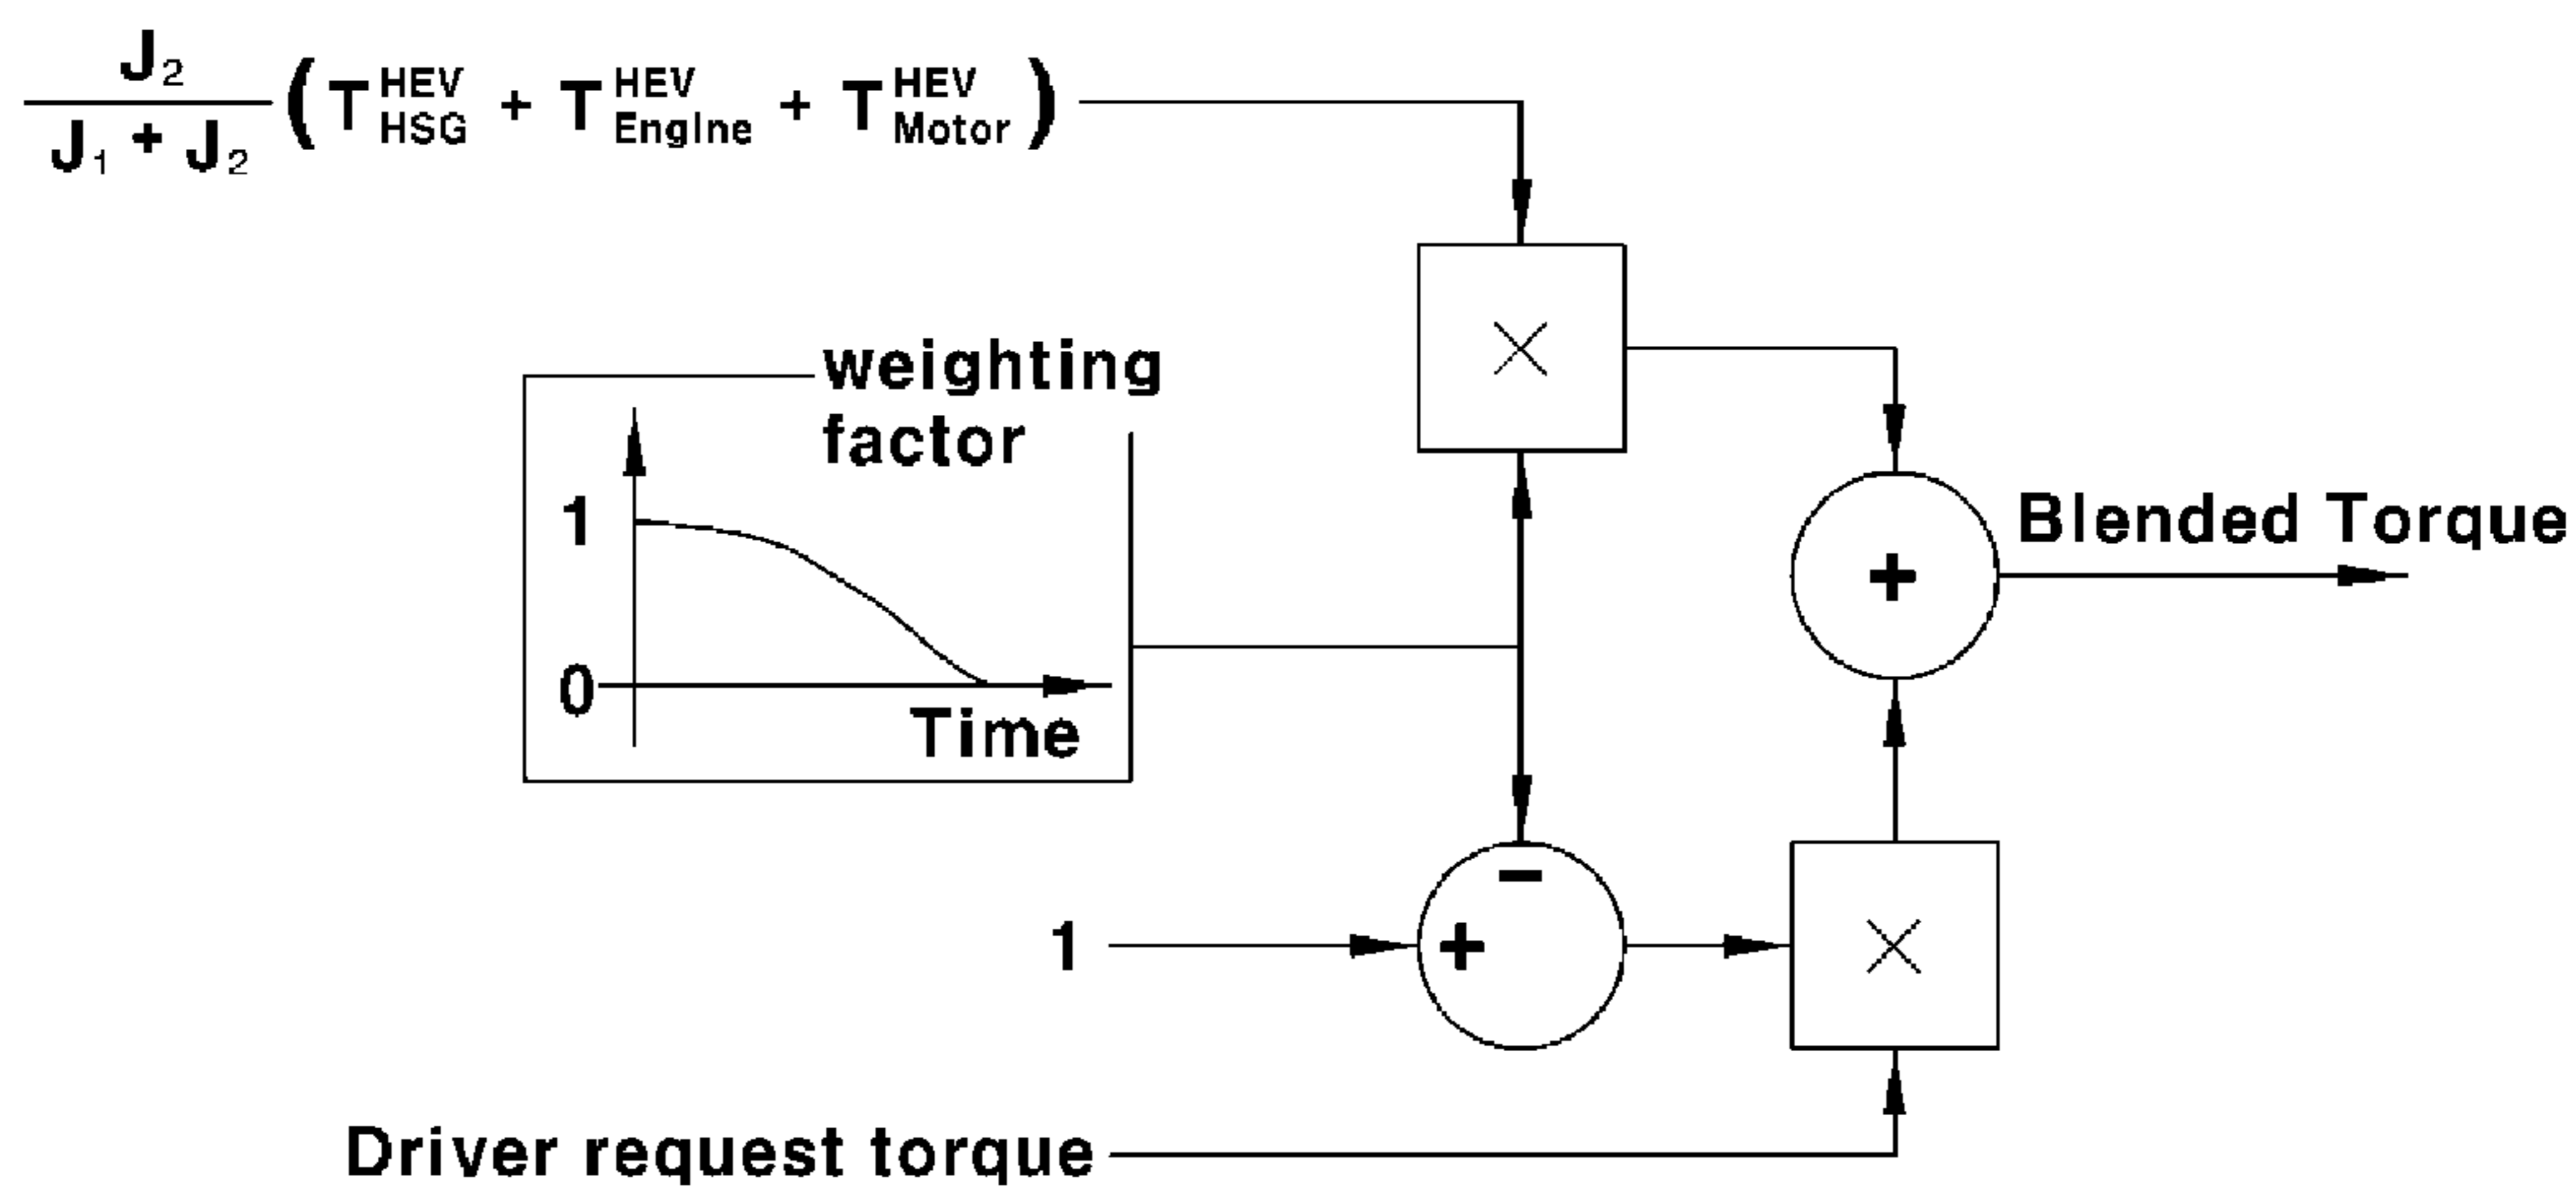 J₂
( T HEV HSG + T HEV Engine + T HEV Motor )
J₁ + J₂
weighting
factor
1
0
Time
×
+
Blended Torque
−
1
+
×
Driver request torque